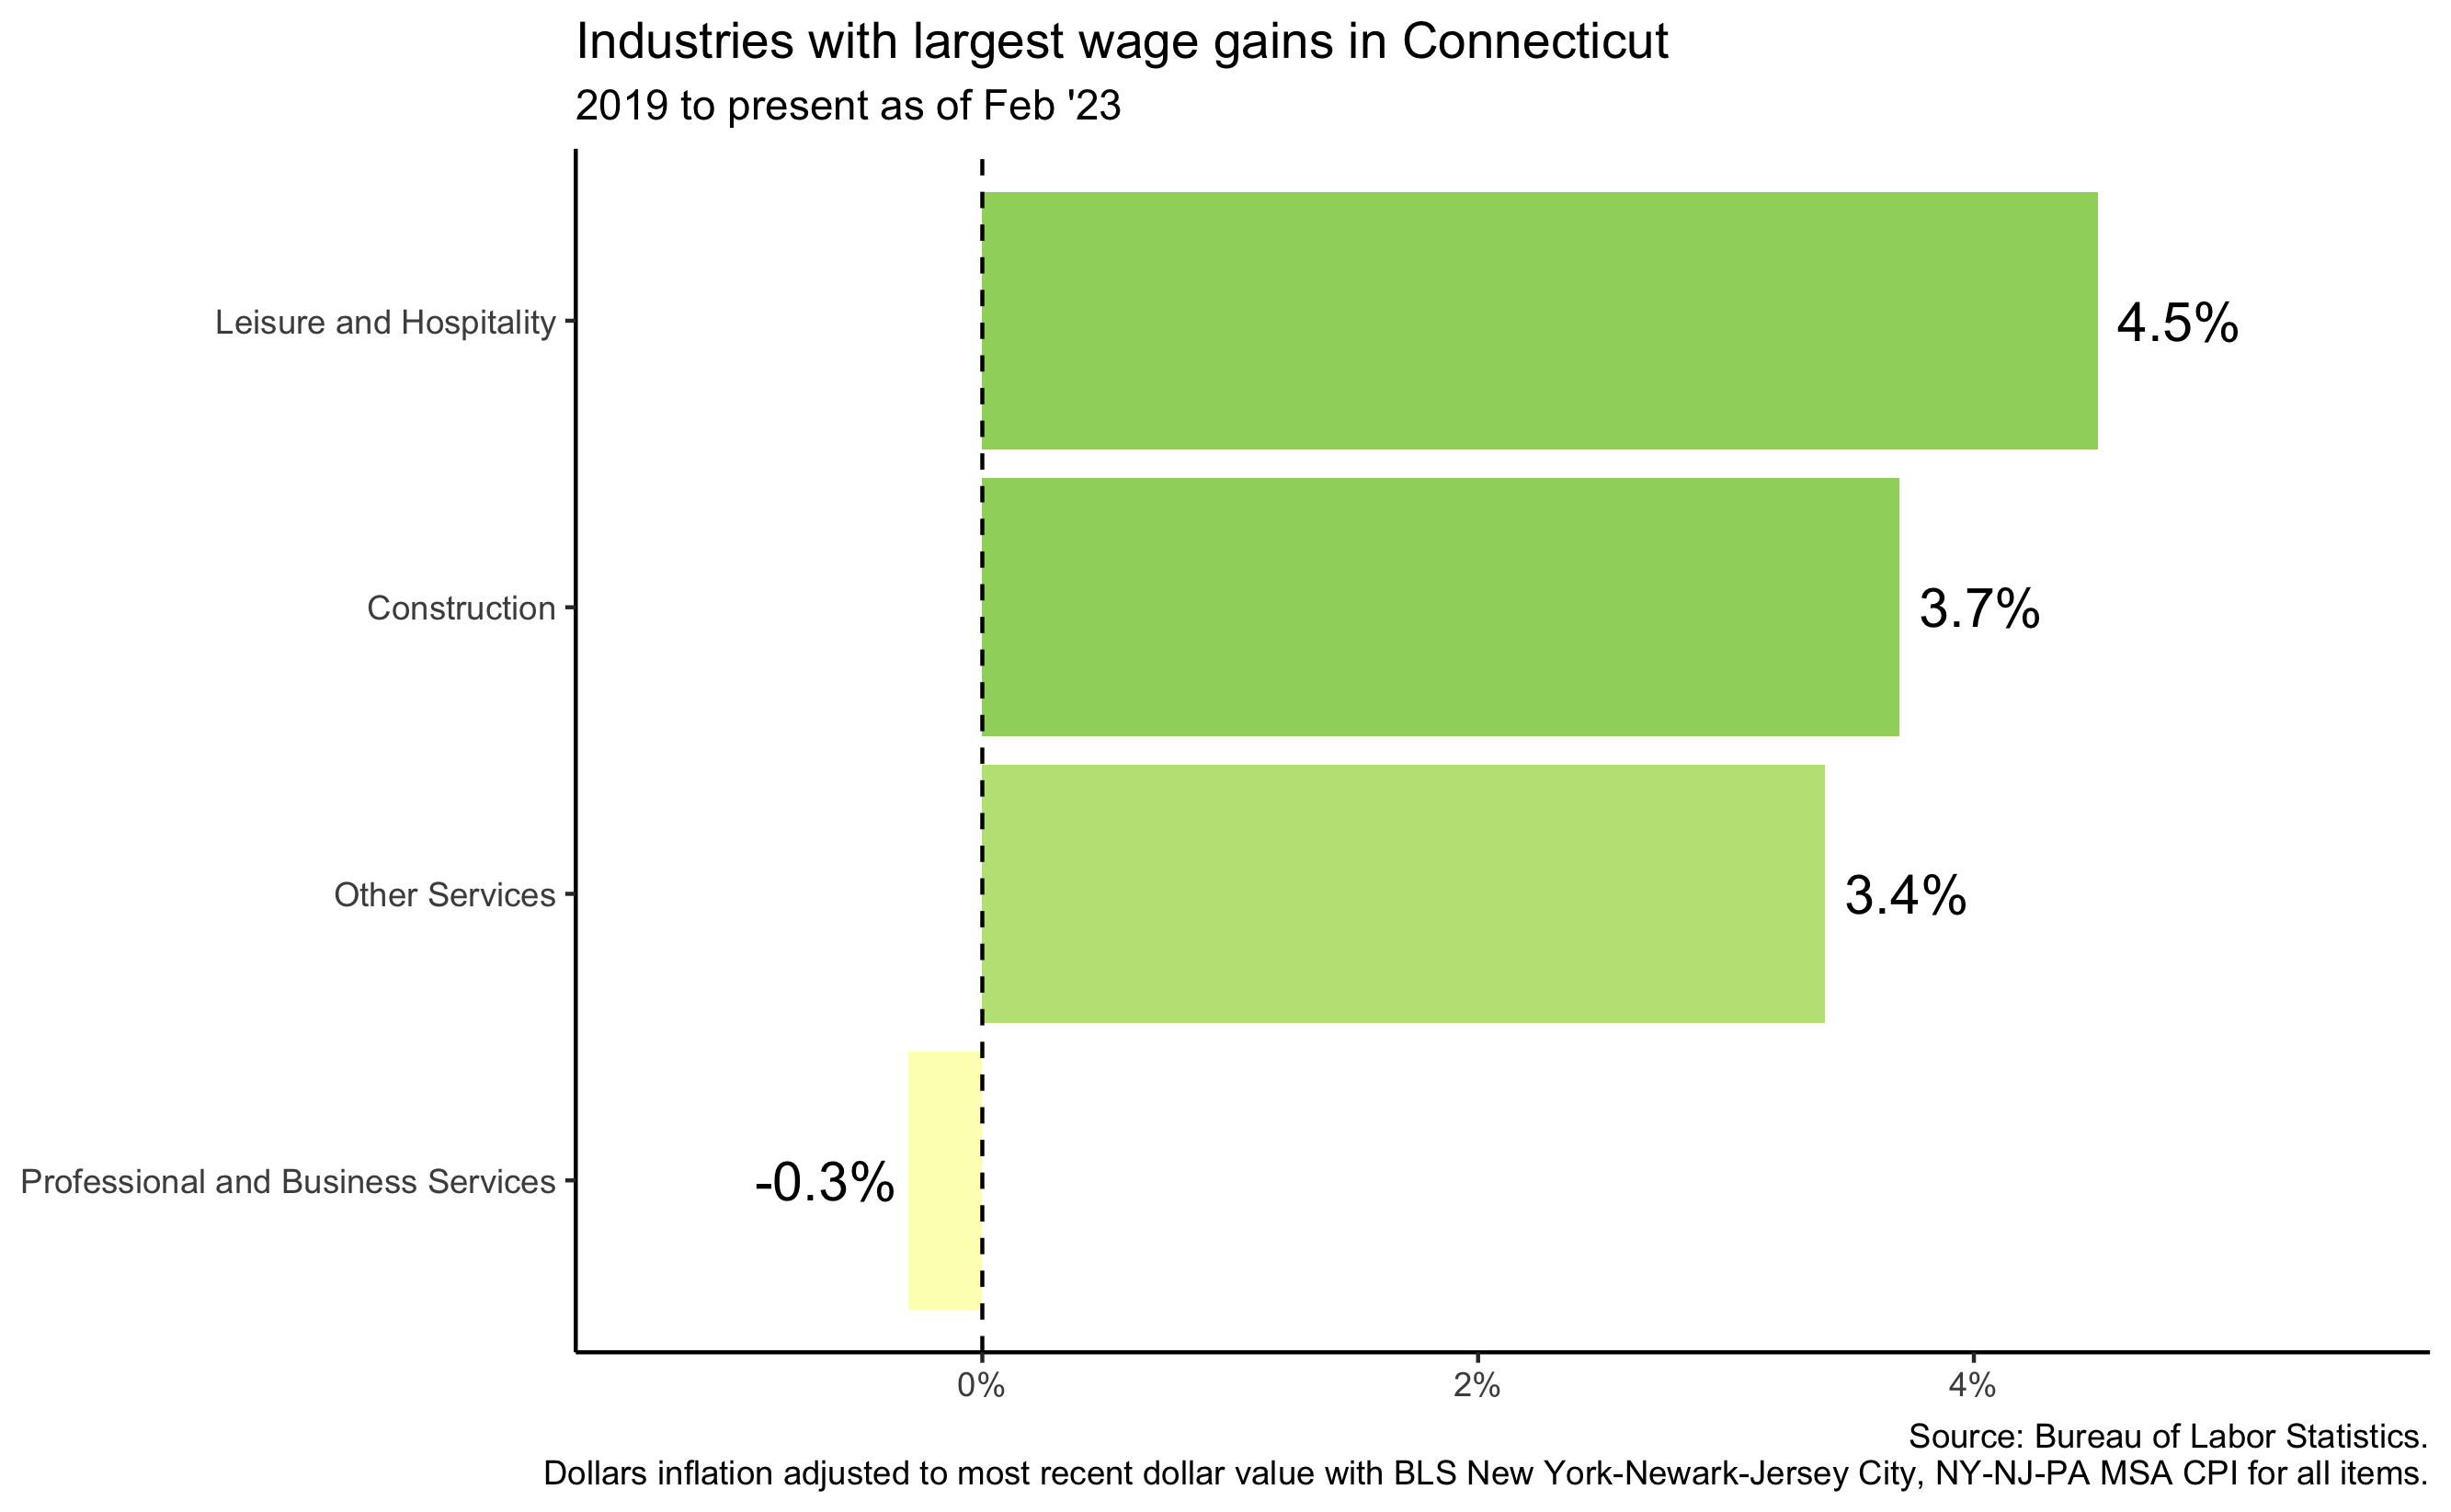 Industries with largest wage gains in Connecticut
2019 to present as of Feb '23
Leisure and Hospitality
4.5%
Construction
3.7%
Other Services
3.4%
Professional and Business Services
-0.3%
0%
2%
4%
Source: Bureau of Labor Statistics.
Dollars inflation adjusted to most recent dollar value with BLS New York-Newark-Jersey City, NY-NJ-PA MSA CPI for all items.